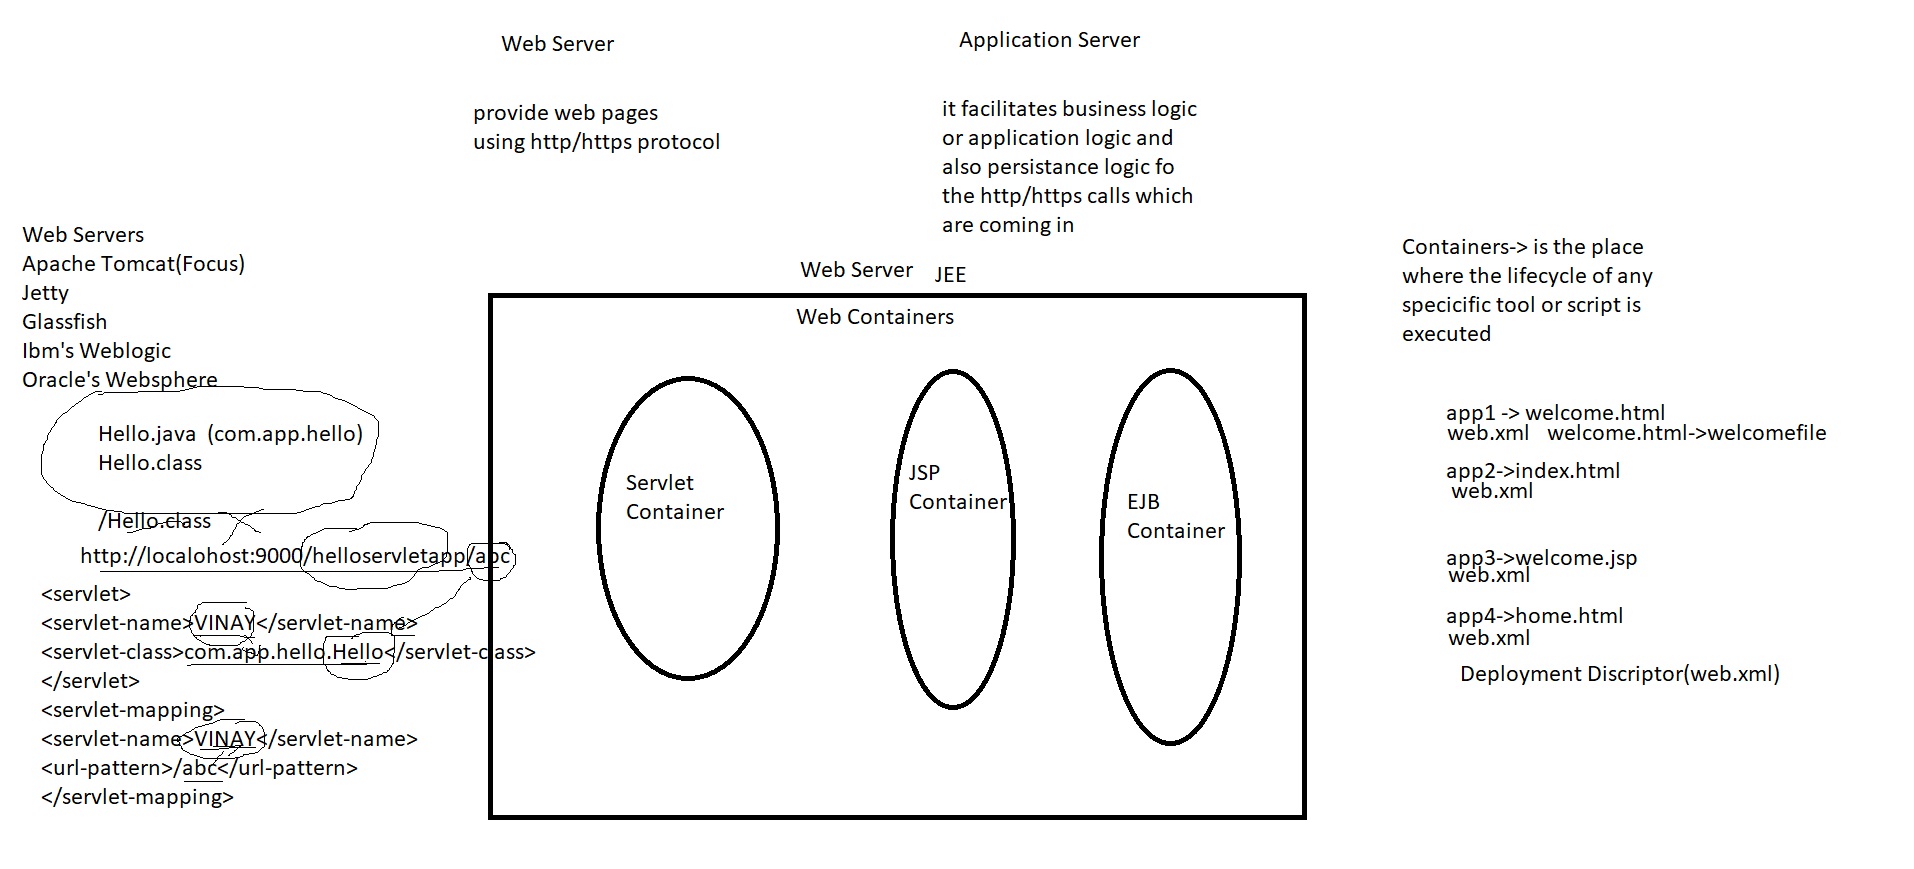 Web Server
Application Server
provide web pages
using http/https protocol
it facilitates business logic
or application logic and
also persistance logic fo
the http/https calls which
are coming in
Web Servers
Apache Tomcat(Focus)
Jetty
Glassfish
Ibm's Weblogic
Oracle's Websphere
Hello.java (com.app.hello)
Hello.class
/Hello.class
http://localohost:9000/helloservletapp/abc
<servlet>
<servlet-name>VINAY</servlet-name>
<servlet-class>com.app.hello.Hello</servlet-class>
</servlet>
<servlet-mapping>
<servlet-name>VINAY</servlet-name>
<url-pattern>/abc</url-pattern>
</servlet-mapping>
Web Server JEE
Web Containers
Servlet
Container
JSP
Container
EJB
Container
Containers-> is the place
where the lifecycle of any
specicific tool or script is
executed
app1 -> welcome.html
web.xml welcome.html->welcomefile
app2->index.html
web.xml
app3->welcome.jsp
web.xml
app4->home.html
web.xml
Deployment Discriptor(web.xml)